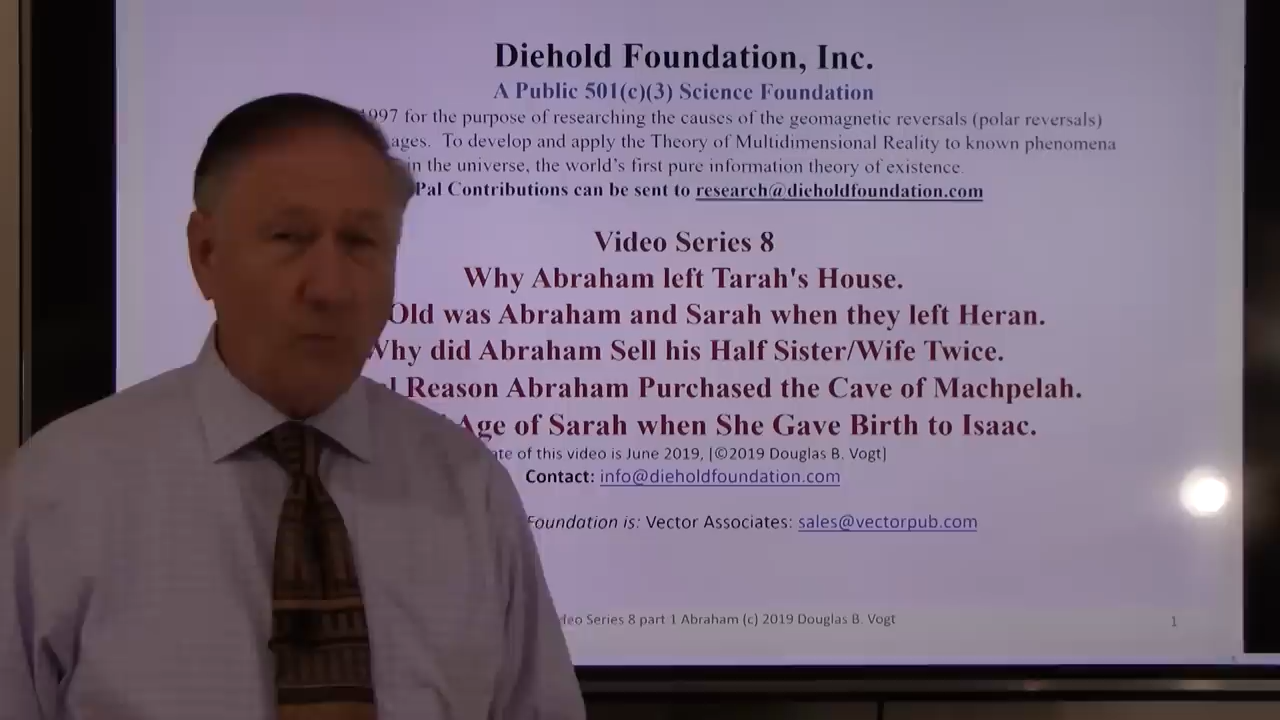 Diehold Foundation, Inc.
A Public 501(c)(3) Science Foundation
1997 for the purpose of researching the causes of the geomagnetic reversals (polar reversals)
ages. To develop and apply the Theory of Multidimensional Reality to known phenomena
in the universe, the world's first pure information theory of existence.
Pal Contributions can be sent to research@dieholdfoundation.com
Video Series 8
Why Abraham left Tarah's House.
Old was Abraham and Sarah when they left Heran.
Why did Abraham Sell his Half Sister/Wife Twice.
Reason Abraham Purchased the Cave of Machpelah.
Age of Sarah when She Gave Birth to Isaac.
of this video is June 2019, [©2019 Douglas B. Vogt]
Contact: info@dieholdfoundation.com
Foundation is: Vector Associates: sales@vectorpub.com
Series 8 part 1 Abraham (c) 2019 Douglas B. Vogt
1